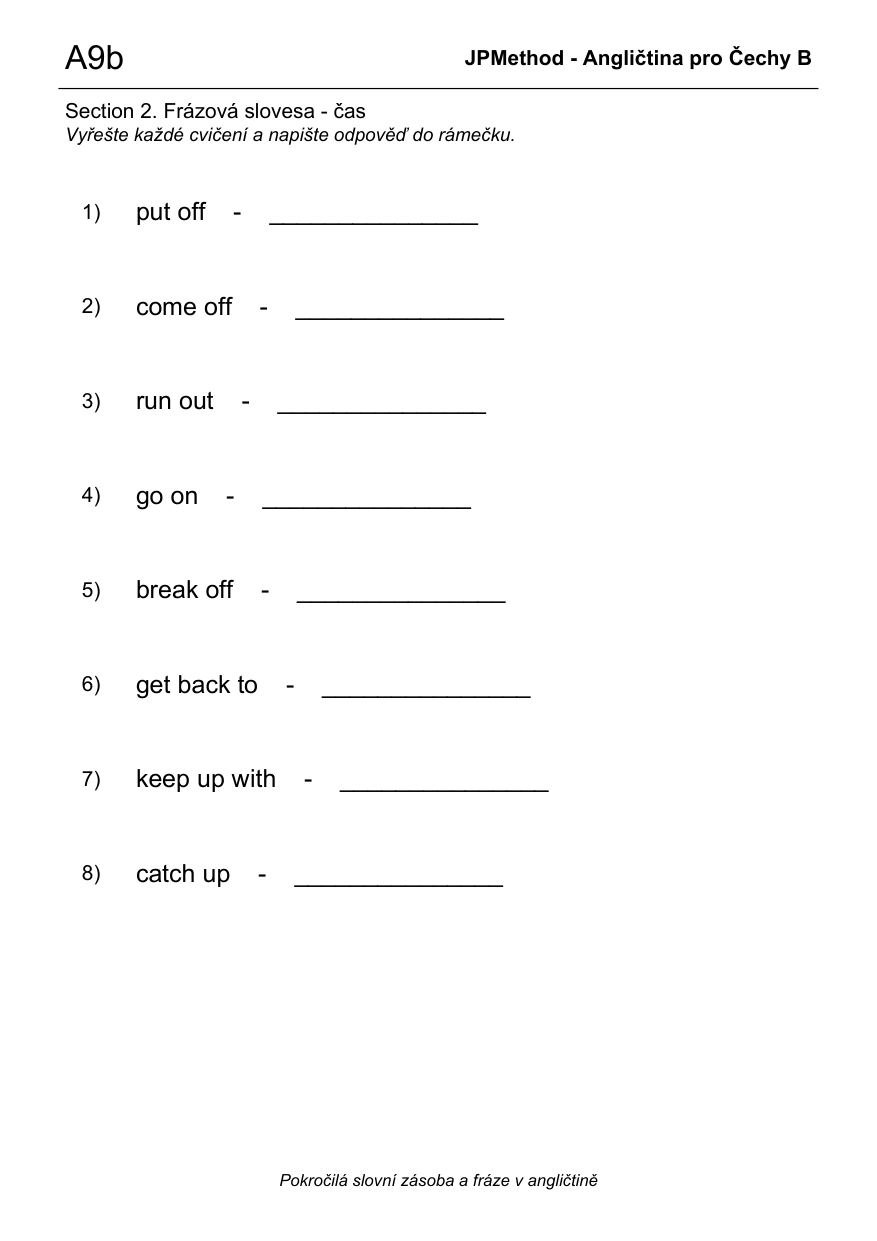 A9b
JPMethod - Angličtina pro Čechy B
Section 2. Frázová slovesa - čas
Vyřešte každé cvičení a napište odpověď do rámečku.
1) put off - _______________
2) come off - _______________
3) run out - _______________
4) go on - _______________
5) break off - _______________
6) get back to - _______________
7) keep up with - _______________
8) catch up - _______________
Pokročilá slovní zásoba a fráze v angličtině